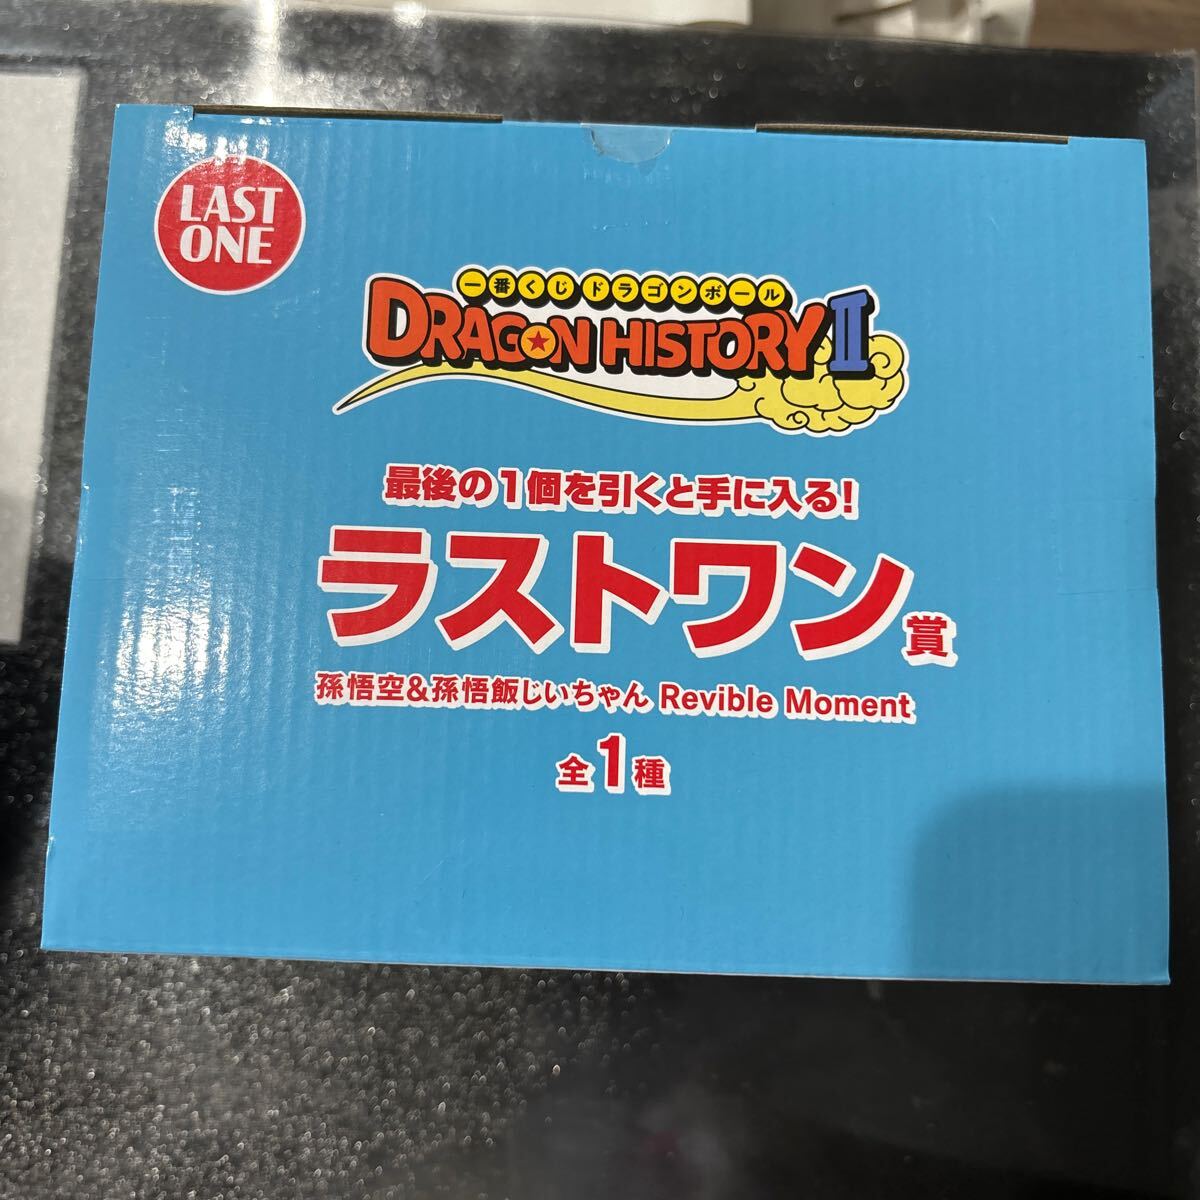 LAST
ONE
一番くじ ドラゴンボール
DRAGON HISTORY II
最後の1個を引くと手に入る!
ラストワン賞
孫悟空&孫悟飯じいちゃん Revible Moment
全1種